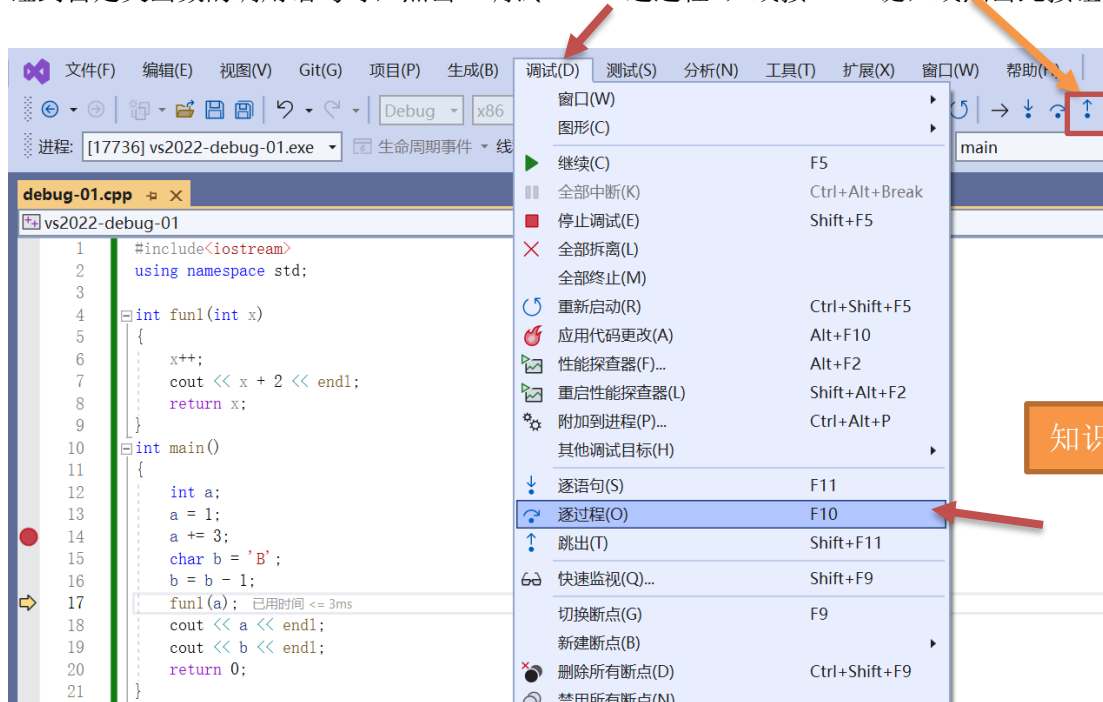 文件(F) 编辑(E) 视图(V) Git(G) 项目(P) 生成(B) 调试(D) 测试(S) 分析(N) 工具(T) 扩展(X) 窗口(W) 帮助(H)
Debug x86
进程: [17736] vs2022-debug-01.exe 生命周期事件 线 main
debug-01.cpp
vs2022-debug-01
1 #include<iostream>
2 using namespace std;
3
4 int fun1(int x)
5 {
6 x++;
7 cout << x + 2 << endl;
8 return x;
9 }
10 int main()
11 {
12 int a;
13 a = 1;
14 a += 3;
15 char b = 'B';
16 b = b - 1;
17 fun1(a); 已用时间 <= 3ms
18 cout << a << endl;
19 cout << b << endl;
20 return 0;
21 }
窗口(W)
图形(C)
继续(C) F5
全部中断(K) Ctrl+Alt+Break
停止调试(E) Shift+F5
全部拆离(L)
全部终止(M)
重新启动(R) Ctrl+Shift+F5
应用代码更改(A) Alt+F10
性能探查器(F)... Alt+F2
重启性能探查器(L) Shift+Alt+F2
附加到进程(P)... Ctrl+Alt+P
其他调试目标(H)
逐语句(S) F11
逐过程(O) F10
跳出(T) Shift+F11
快速监视(Q)... Shift+F9
切换断点(G) F9
新建断点(B)
删除所有断点(D) Ctrl+Shift+F9
禁用所有断点(N)
知识